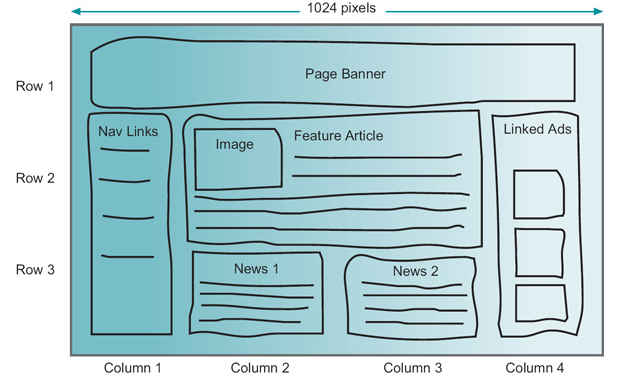 1024 pixels
Row 1
Page Banner
Nav Links
Feature Article
Image
Linked Ads
Row 2
Row 3
News 1
News 2
Column 1
Column 2
Column 3
Column 4